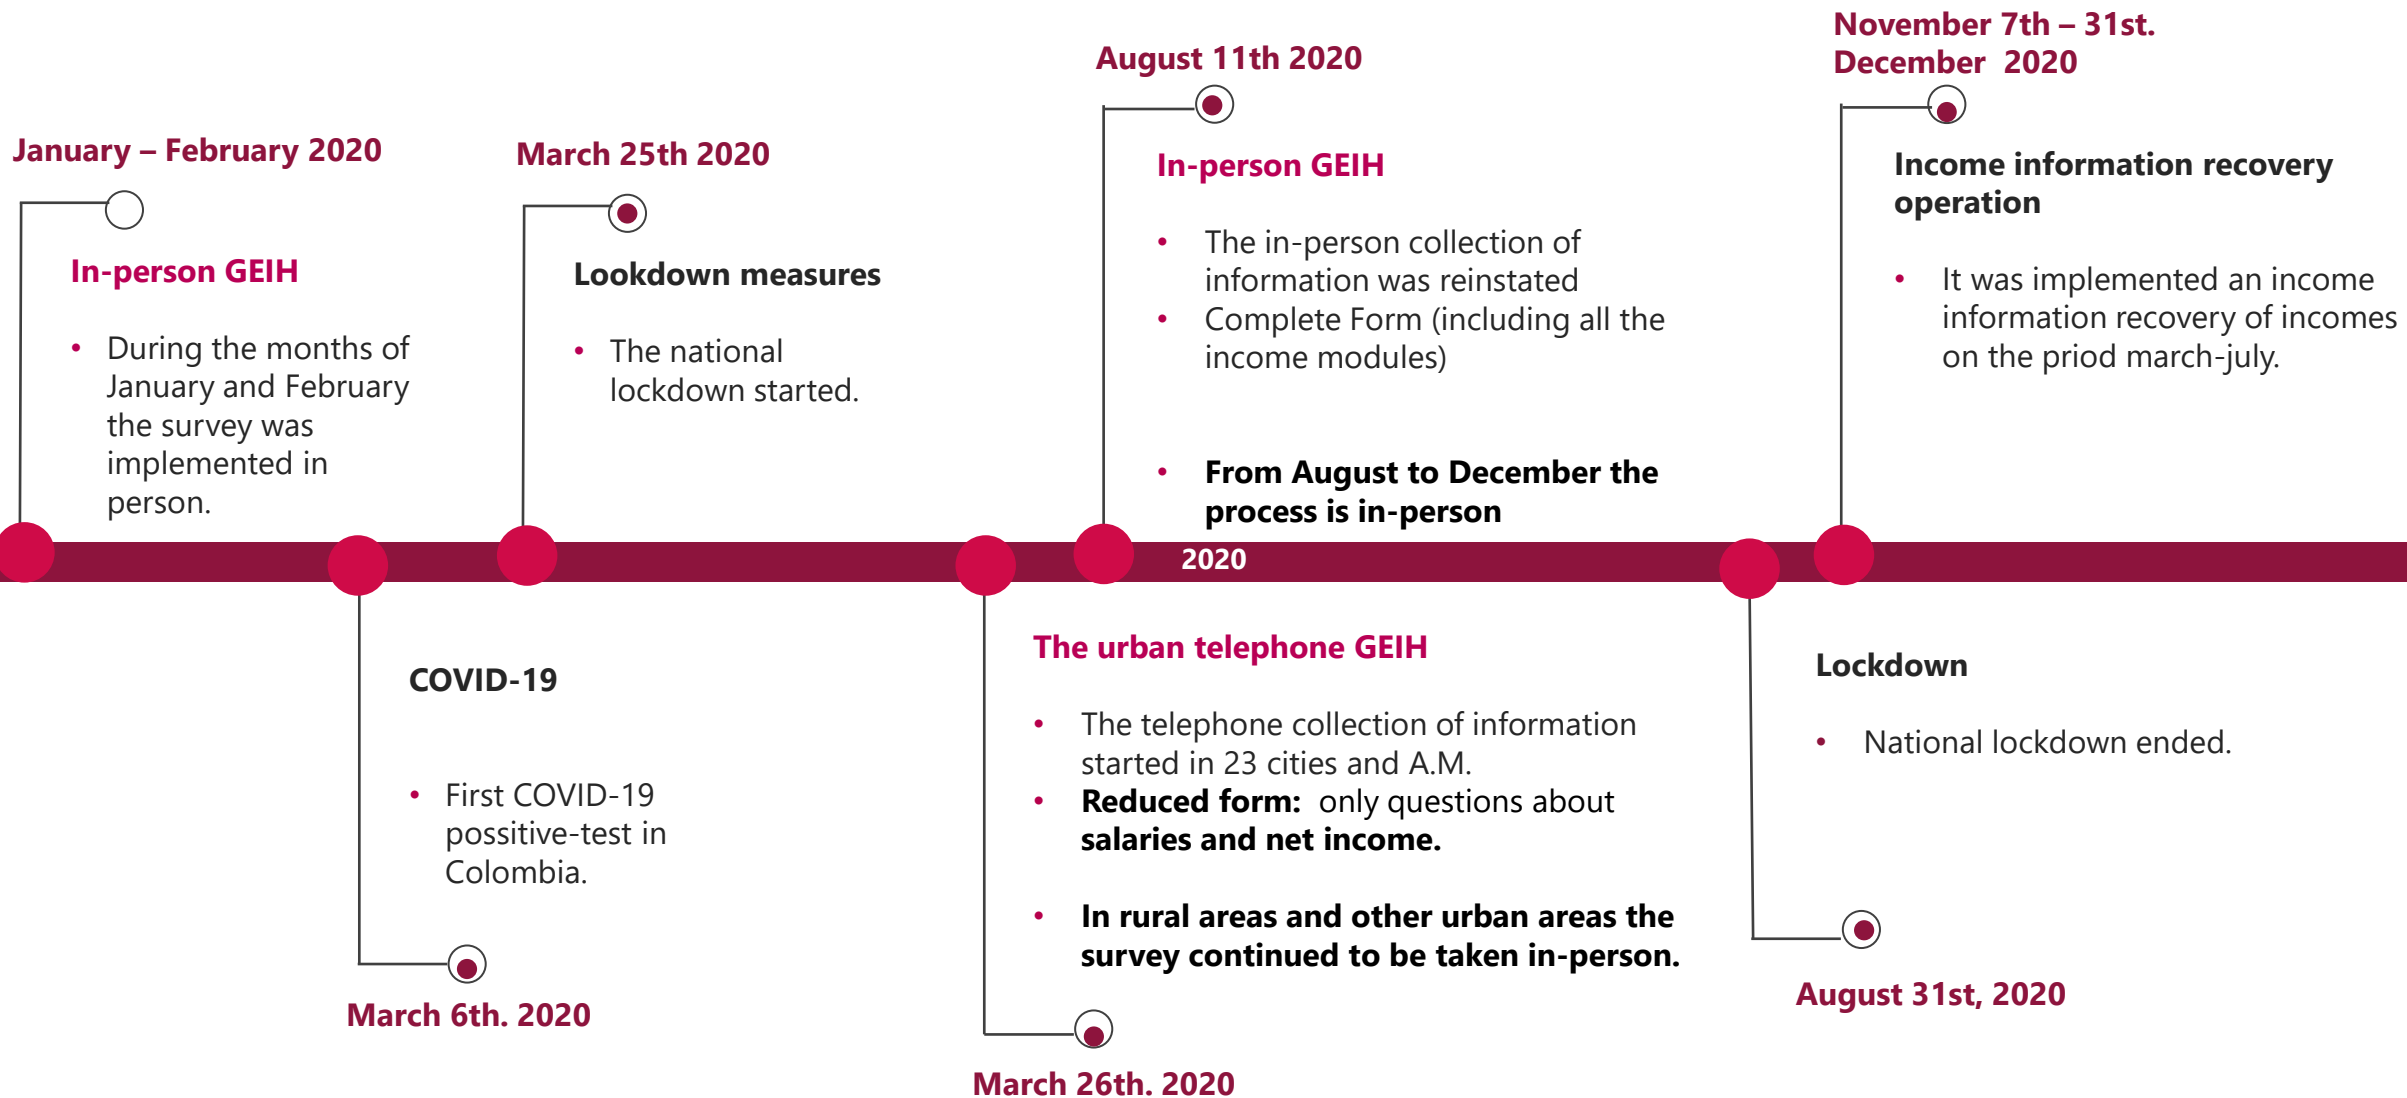 January – February 2020
In-person GEIH
• During the months of
January and February
the survey was
implemented in
person.
COVID-19
• First COVID-19
possitive-test in
Colombia.
March 6th. 2020
March 25th 2020
Lookdown measures
• The national
lockdown started.
The urban telephone GEIH
• The telephone collection of information
started in 23 cities and A.M.
• Reduced form: only questions about
salaries and net income.
• In rural areas and other urban areas the
survey continued to be taken in-person.
March 26th. 2020
August 11th 2020
In-person GEIH
• The in-person collection of
information was reinstated
• Complete Form (including all the
income modules)
• From August to December the
process is in-person
2020
Lockdown
• National lockdown ended.
August 31st, 2020
November 7th – 31st.
December 2020
Income information recovery
operation
• It was implemented an income
information recovery of incomes
on the priod march-july.